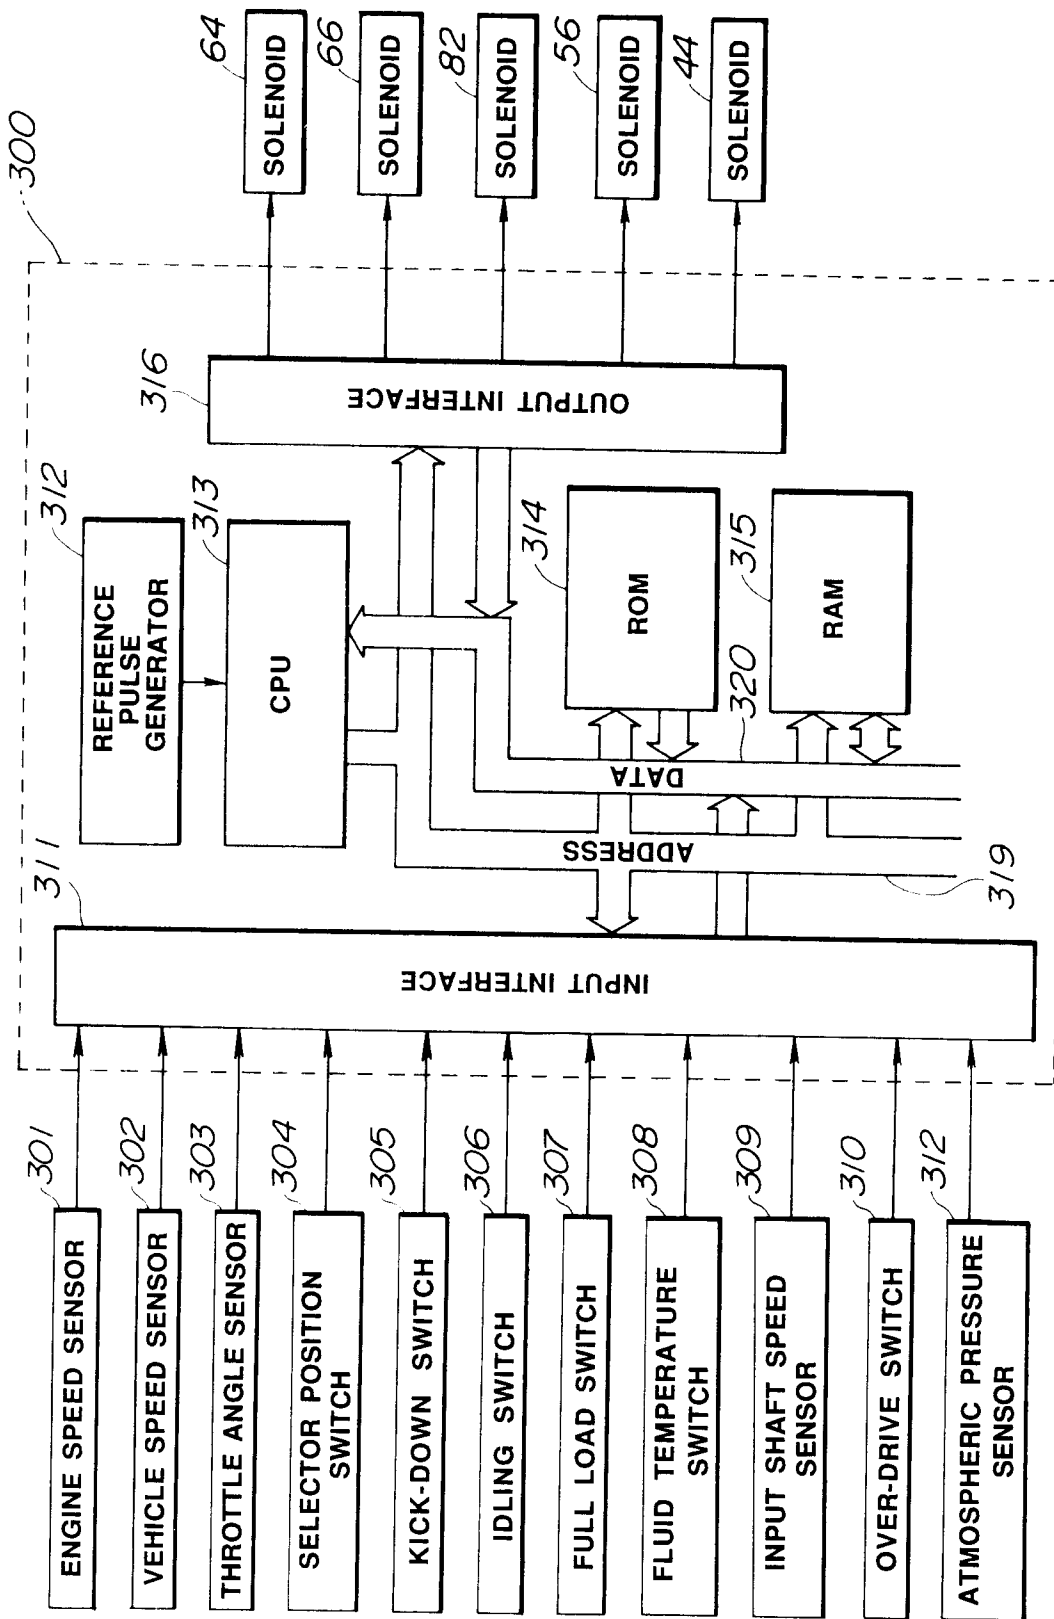 300
301
ENGINE SPEED SENSOR
302
VEHICLE SPEED SENSOR
303
THROTTLE ANGLE SENSOR
304
SELECTOR POSITION
SWITCH
305
KICK-DOWN SWITCH
306
IDLING SWITCH
307
FULL LOAD SWITCH
308
FLUID TEMPERATURE
SWITCH
309
INPUT SHAFT SPEED
SENSOR
310
OVER-DRIVE SWITCH
312
ATMOSPHERIC PRESSURE
SENSOR
311
INPUT INTERFACE
312
REFERENCE
PULSE
GENERATOR
313
CPU
ADDRESS
319
DATA
320
314
ROM
315
RAM
316
OUTPUT INTERFACE
64
SOLENOID
66
SOLENOID
82
SOLENOID
56
SOLENOID
44
SOLENOID